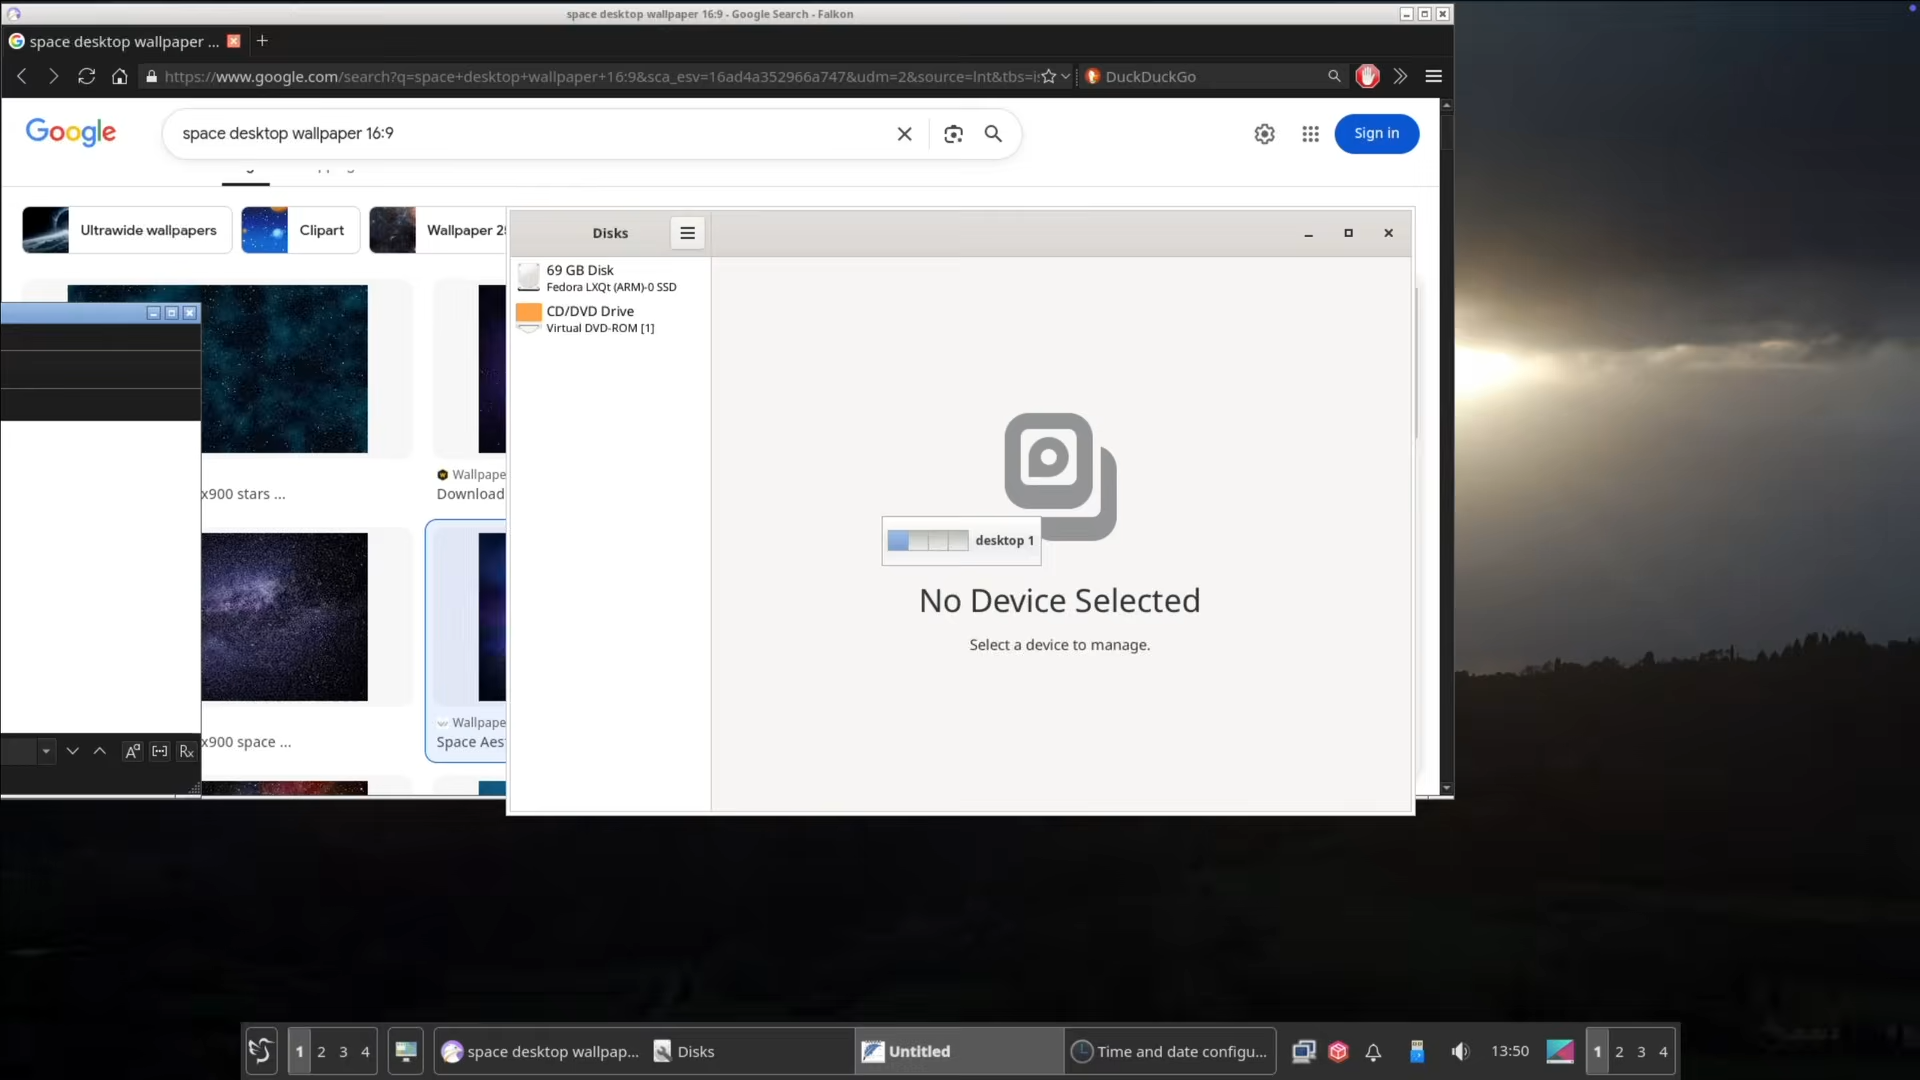 space desktop wallpaper 16:9 - Google Search - Falkon
space desktop wallpaper ...
https://www.google.com/search?q=space+desktop+wallpaper+16:9&sca_esv=16ad4a352966a747&udm=2&source=lnt&tbs=i
DuckDuckGo
Google
space desktop wallpaper 16:9
Sign in
Ultrawide wallpapers
Clipart
Wallpaper 2
Disks
69 GB Disk
Fedora LXQt (ARM)-0 SSD
CD/DVD Drive
Virtual DVD-ROM [1]
Wallpape
x900 stars ...
Download
desktop 1
No Device Selected
Select a device to manage.
Wallpape
x900 space ...
Space Aes
1 2 3 4
space desktop wallpap...
Disks
Untitled
Time and date configu...
13:50
1 2 3 4